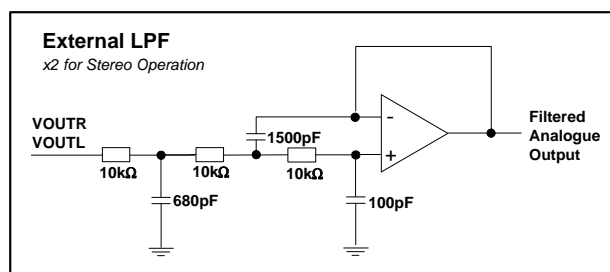 External LPF
x2 for Stereo Operation
VOUTR
VOUTL
10kΩ
680pF
10kΩ
1500pF
10kΩ
100pF
-
+
Filtered
Analogue
Output